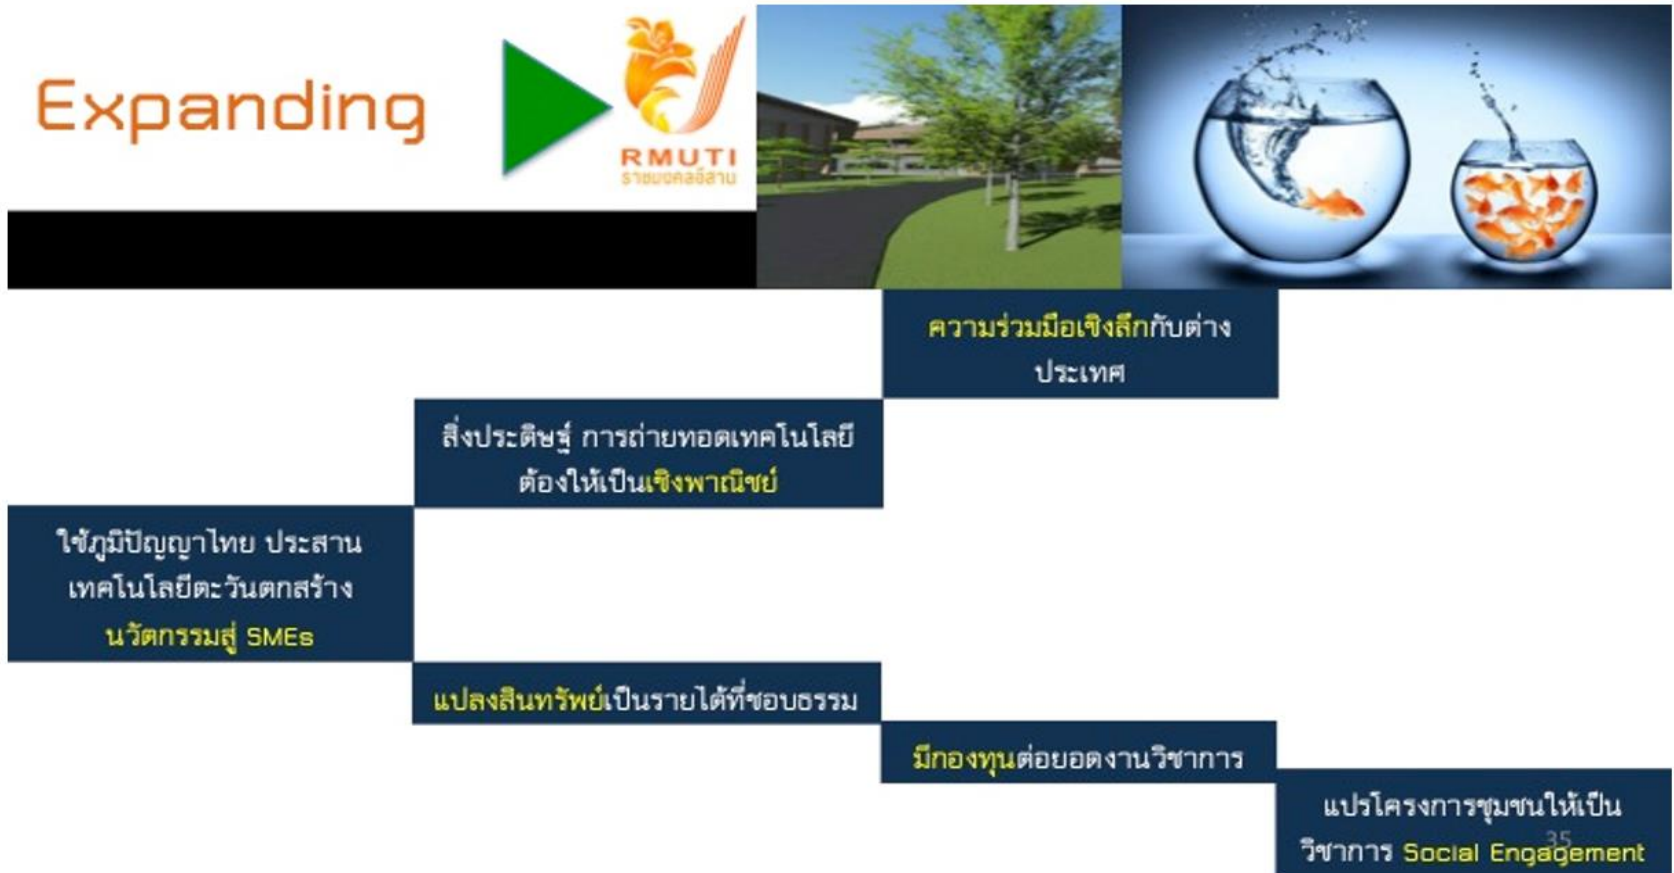 Expanding
RMUTI
ราชมงคลอีสาน
ความร่วมมือเชิงลึกกับต่าง
ประเทศ
สิ่งประดิษฐ์ การถ่ายทอดเทคโนโลยี
ต้องให้เป็นเชิงพาณิชย์
ใช้ภูมิปัญญาไทย ประสาน
เทคโนโลยีตะวันตกสร้าง
นวัตกรรมสู่ SMEs
แปลงสินทรัพย์เป็นรายได้ที่ชอบธรรม
มีกองทุนต่อยอดงานวิชาการ
แปรโครงการชุมชนให้เป็น
วิชาการ Social Engagement
35